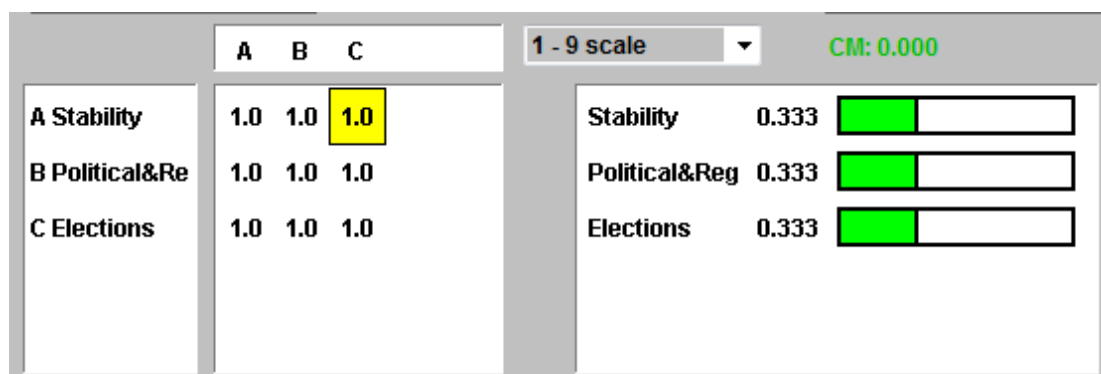 A B C
1 - 9 scale
CM: 0.000
A Stability 1.0 1.0 1.0
B Political&Re 1.0 1.0 1.0
C Elections 1.0 1.0 1.0
Stability 0.333
Political&Reg 0.333
Elections 0.333